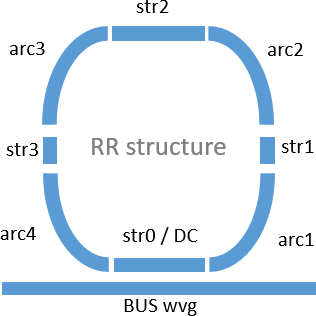 str2
arc3
arc2
str3
RR structure
str1
arc4
str0 / DC
arc1
BUS wvg